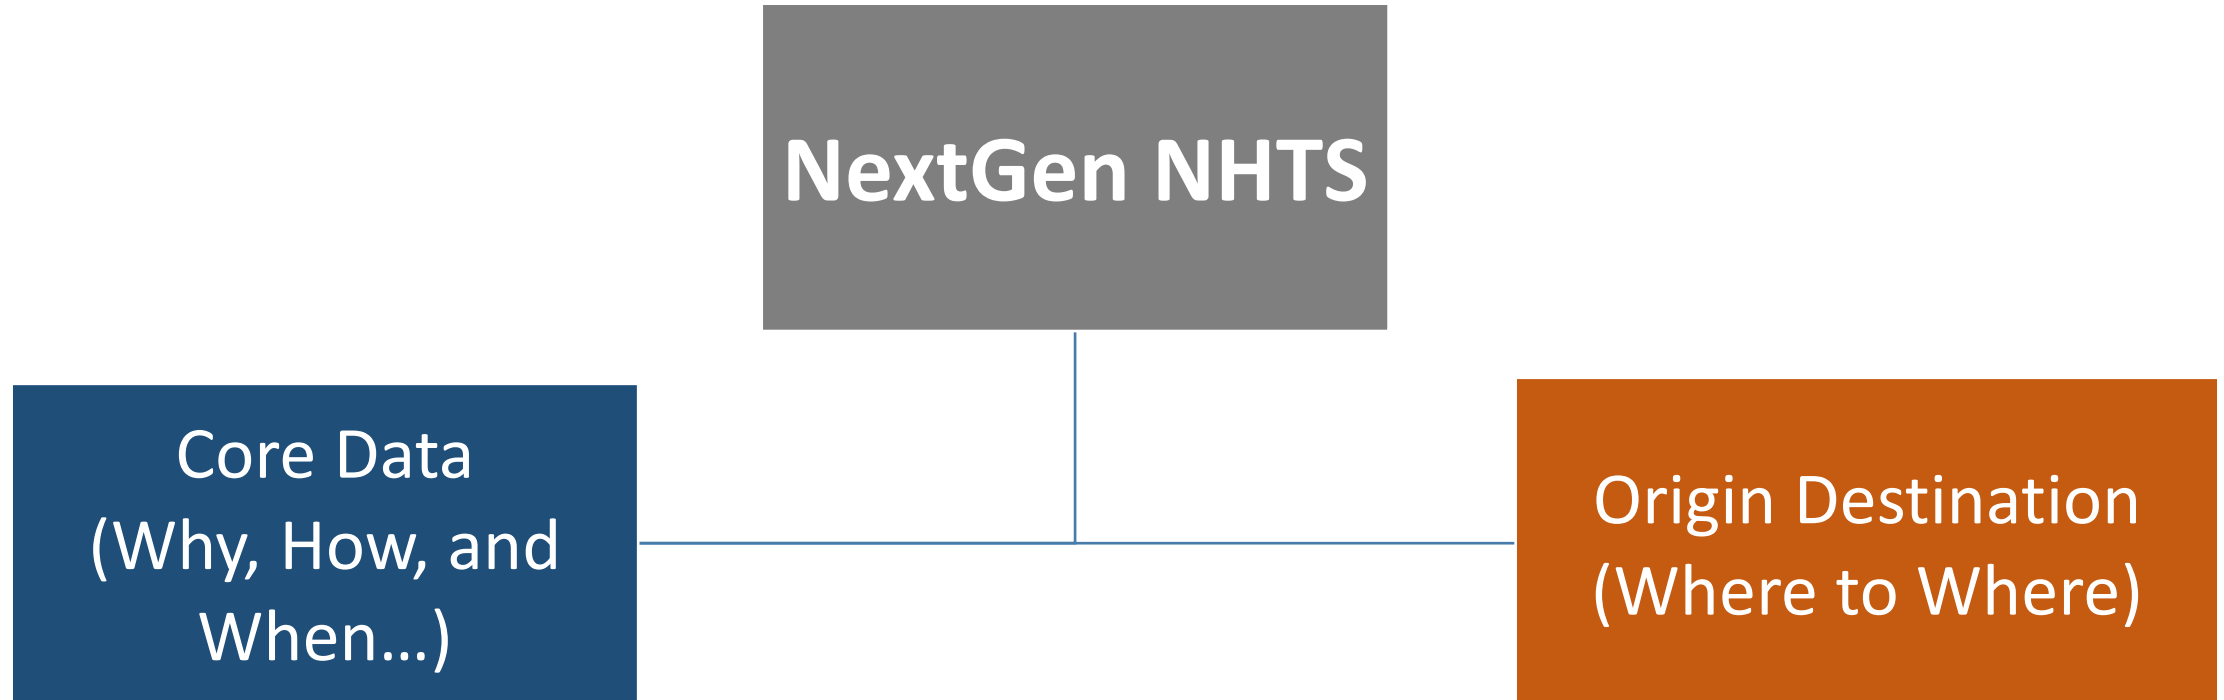 NextGen NHTS
Core Data
(Why, How, and
When...)
Origin Destination
(Where to Where)